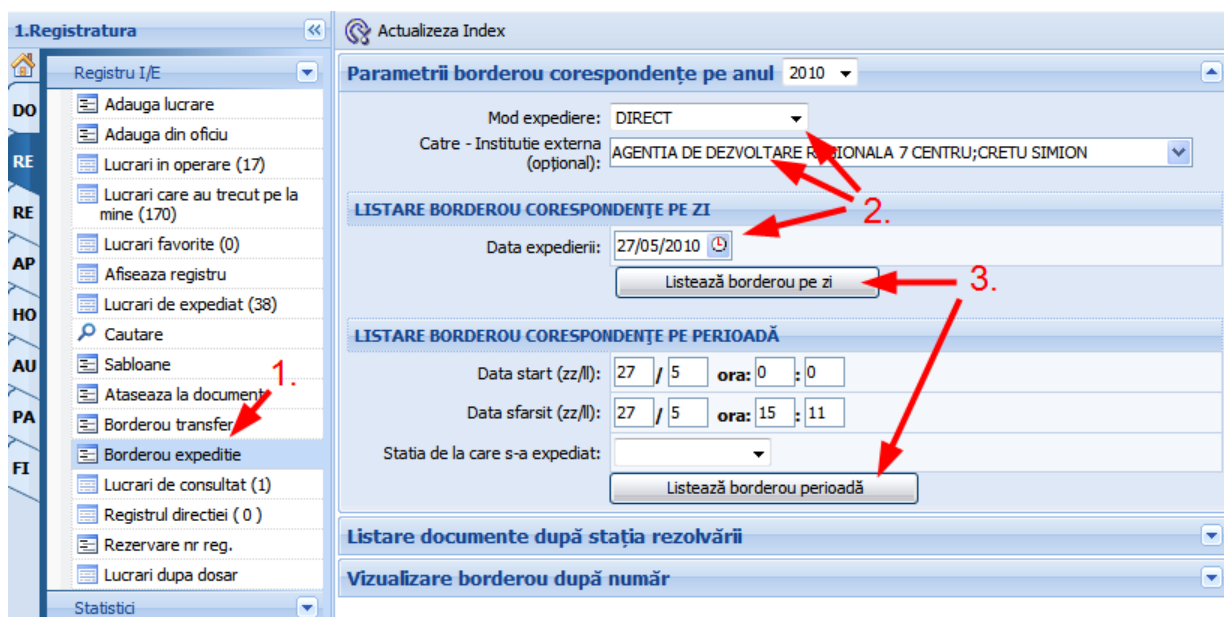 1.Registratura
Actualizeaza Index
DO
RE
RE
AP
HO
AU
PA
FI
Registru I/E
Adauga lucrare
Adauga din oficiu
Lucrari in operare (17)
Lucrari care au trecut pe la
mine (170)
Lucrari favorite (0)
Afiseaza registru
Lucrari de expediat (38)
Cautare
Sabloane
Ataseaza la document
Borderou transfer
Borderou expeditie
Lucrari de consultat (1)
Registrul directiei ( 0 )
Rezervare nr reg.
Lucrari dupa dosar
Statistici
1.
Parametrii borderou corespondențe pe anul 2010
Mod expediere: DIRECT
Catre - Institutie externa
(opțional): AGENTIA DE DEZVOLTARE REGIONALA 7 CENTRU;CRETU SIMION
2.
LISTARE BORDEROU CORESPONDENŢE PE ZI
Data expedierii: 27/05/2010
Listează borderou pe zi
3.
LISTARE BORDEROU CORESPONDENŢE PE PERIOADĂ
Data start (zz/ll): 27 / 5 ora: 0 : 0
Data sfarsit (zz/ll): 27 / 5 ora: 15 : 11
Statia de la care s-a expediat:
Listează borderou perioadă
Listare documente după stația rezolvării
Vizualizare borderou după număr